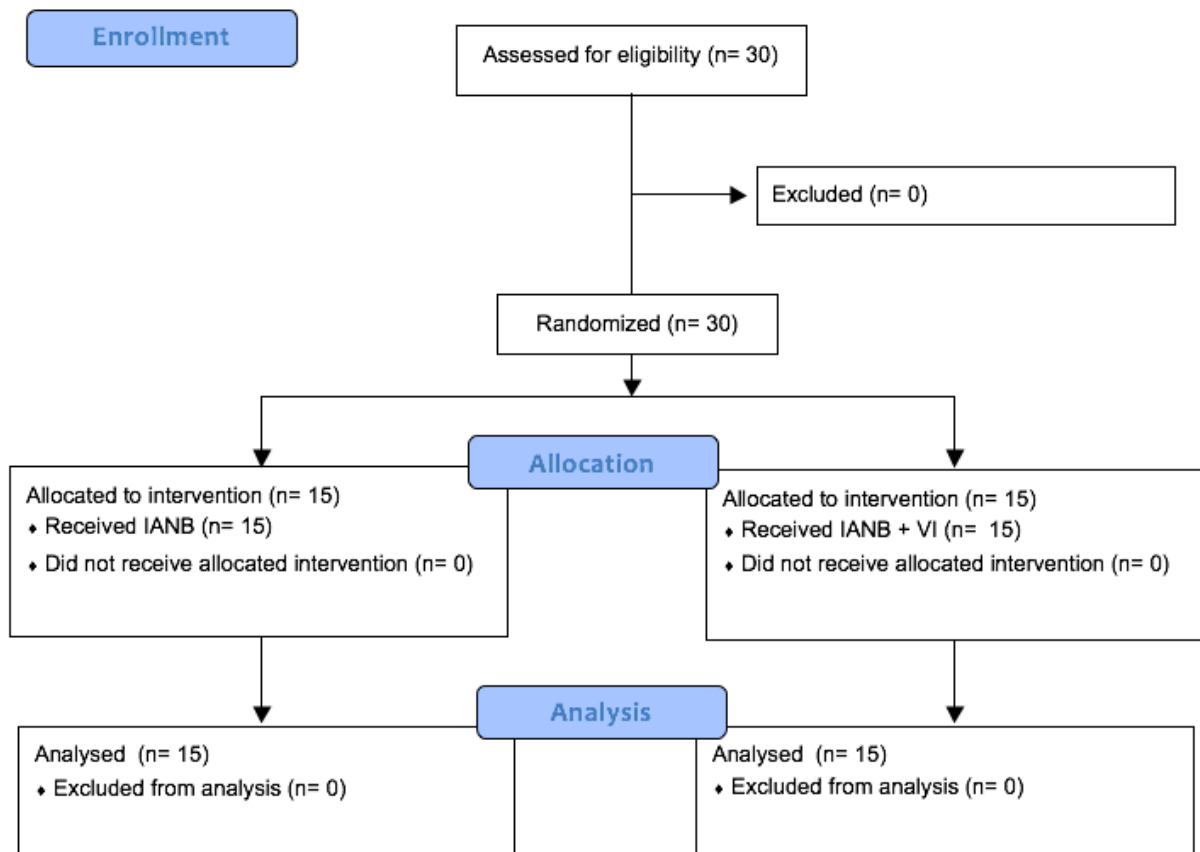 Enrollment
Assessed for eligibility (n= 30)
Excluded (n= 0)
Randomized (n= 30)
Allocation
Allocated to intervention (n= 15)
♦ Received IANB (n= 15)
♦ Did not receive allocated intervention (n= 0)
Allocated to intervention (n= 15)
♦ Received IANB + VI (n=  15)
♦ Did not receive allocated intervention (n= 0)
Analysis
Analysed  (n= 15)
♦ Excluded from analysis (n= 0)
Analysed  (n= 15)
♦ Excluded from analysis (n= 0)